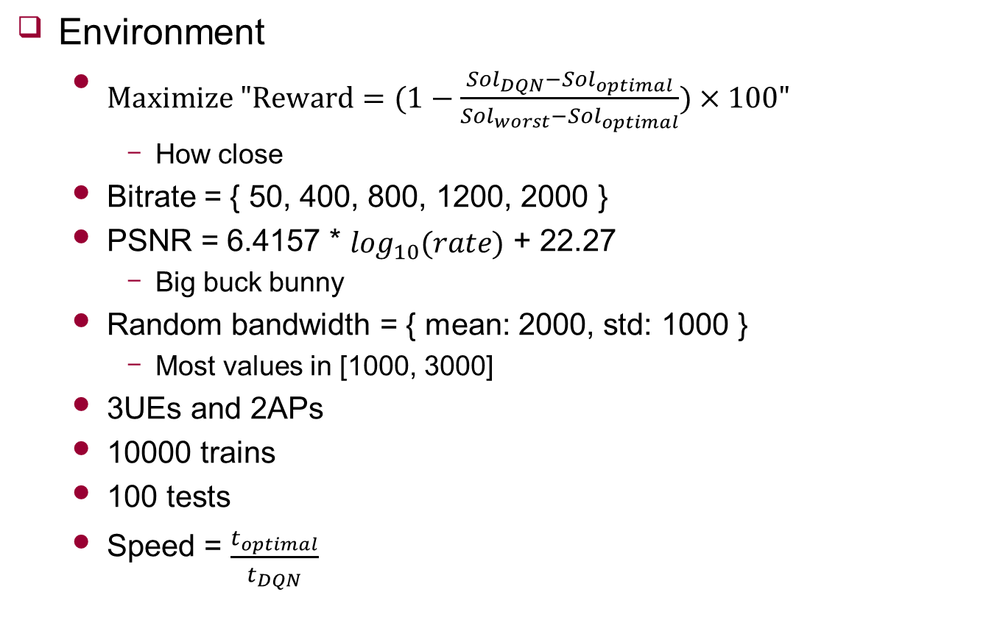 Environment
Maximize "Reward = (1 − \frac{Sol_{DQN}−Sol_{optimal}}{Sol_{worst}−Sol_{optimal}}) × 100"
− How close
Bitrate = { 50, 400, 800, 1200, 2000 }
PSNR = 6.4157 * log_{10}(rate) + 22.27
− Big buck bunny
Random bandwidth = { mean: 2000, std: 1000 }
− Most values in [1000, 3000]
3UEs and 2APs
10000 trains
100 tests
Speed = \frac{t_{optimal}}{t_{DQN}}